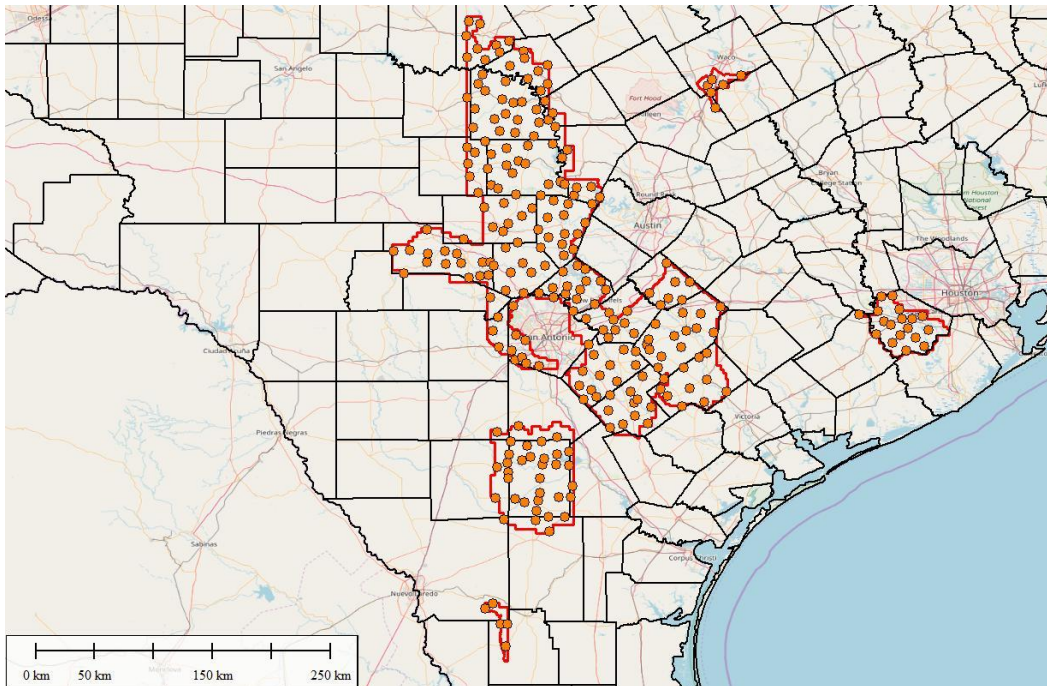 Odessa
San Angelo
Waco
Fort Hood
Killeen
Bryan
College Station
Round Rock
Austin
Sam Houston
National
Forest
The Woodlands
Houston
New Braunfels
San Antonio
Ciudad Acuña
Victoria
Piedras Negras
Sabinas
Corpus Christi
Nuevo Laredo
0 km 50 km 150 km 250 km